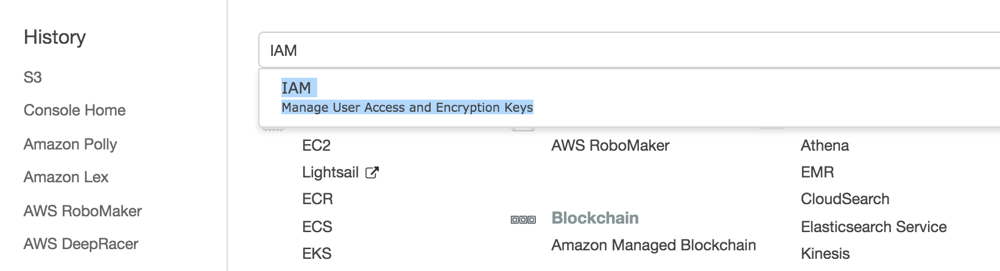 History
S3
Console Home
Amazon Polly
Amazon Lex
AWS RoboMaker
AWS DeepRacer
IAM
IAM
Manage User Access and Encryption Keys
EC2
Lightsail
ECR
ECS
EKS
AWS RoboMaker
Blockchain
Amazon Managed Blockchain
Athena
EMR
CloudSearch
Elasticsearch Service
Kinesis